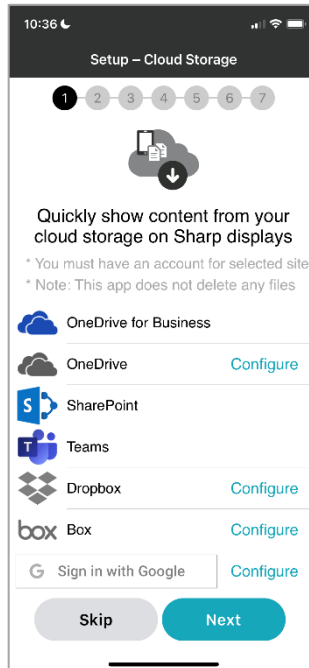 10:36
Setup – Cloud Storage
1 2 3 4 5 6 7
Quickly show content from your
cloud storage on Sharp displays
* You must have an account for selected site
* Note: This app does not delete any files
OneDrive for Business
OneDrive Configure
S SharePoint
T Teams
Dropbox Configure
box Box Configure
G Sign in with Google Configure
Skip Next